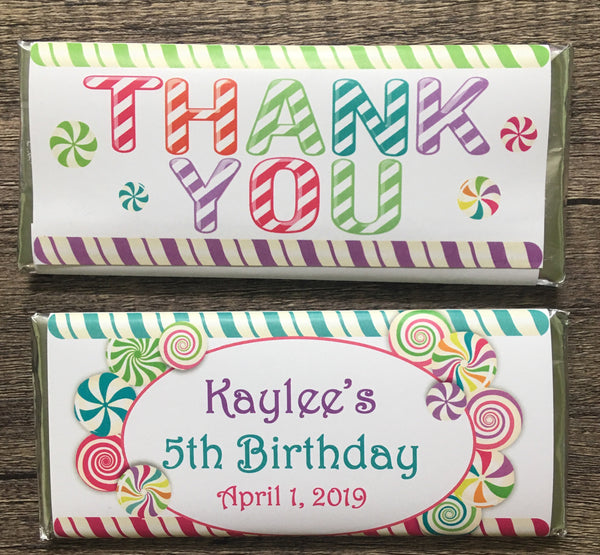 THANK
YOU
Kaylee's
5th Birthday
April 1, 2019